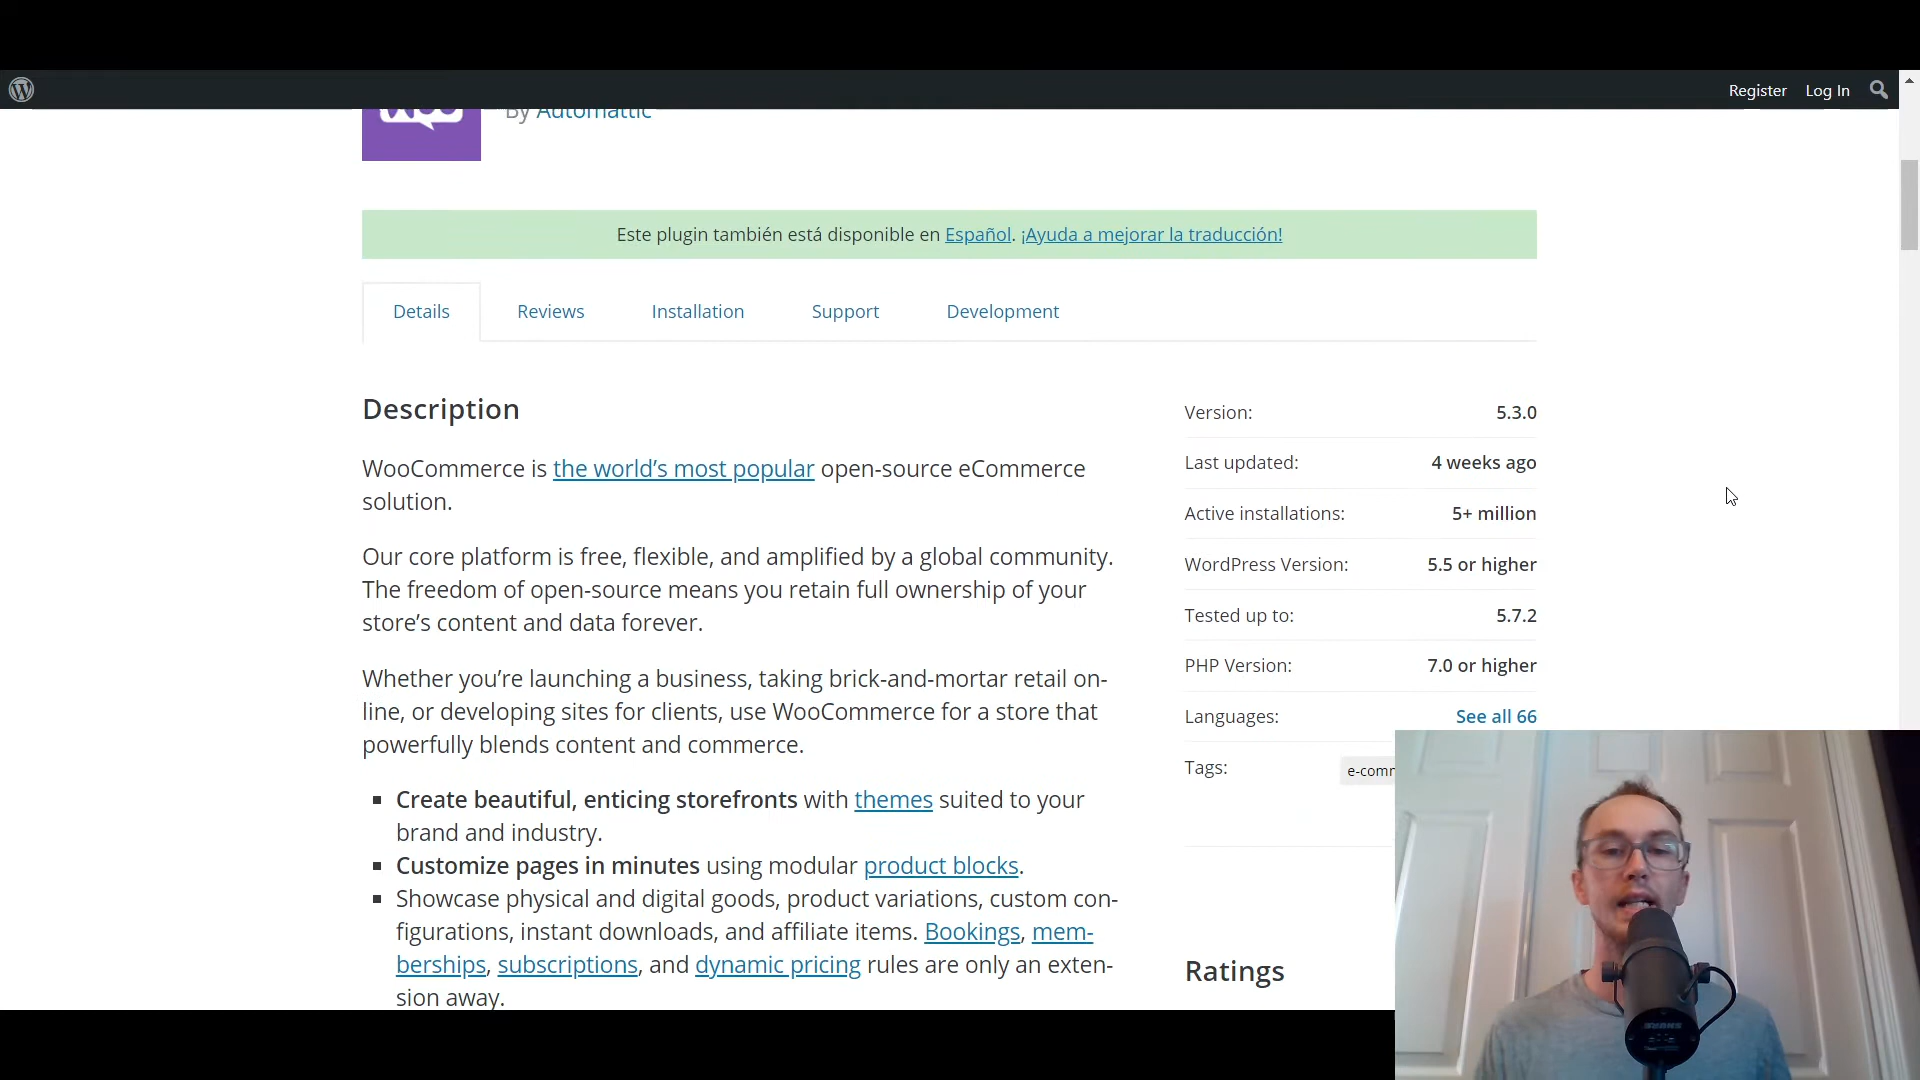 Register Log In
By Automattic
Este plugin también está disponible en Español. ¡Ayuda a mejorar la traducción!
Details Reviews Installation Support Development
Description
WooCommerce is the world’s most popular open-source eCommerce
solution.
Our core platform is free, flexible, and amplified by a global community.
The freedom of open-source means you retain full ownership of your
store’s content and data forever.
Whether you’re launching a business, taking brick-and-mortar retail on-
line, or developing sites for clients, use WooCommerce for a store that
powerfully blends content and commerce.
▪ Create beautiful, enticing storefronts with themes suited to your
brand and industry.
▪ Customize pages in minutes using modular product blocks.
▪ Showcase physical and digital goods, product variations, custom con-
figurations, instant downloads, and affiliate items. Bookings, mem-
berships, subscriptions, and dynamic pricing rules are only an exten-
sion away.
Version: 5.3.0
Last updated: 4 weeks ago
Active installations: 5+ million
WordPress Version: 5.5 or higher
Tested up to: 5.7.2
PHP Version: 7.0 or higher
Languages: See all 66
Tags: e-comm
Ratings